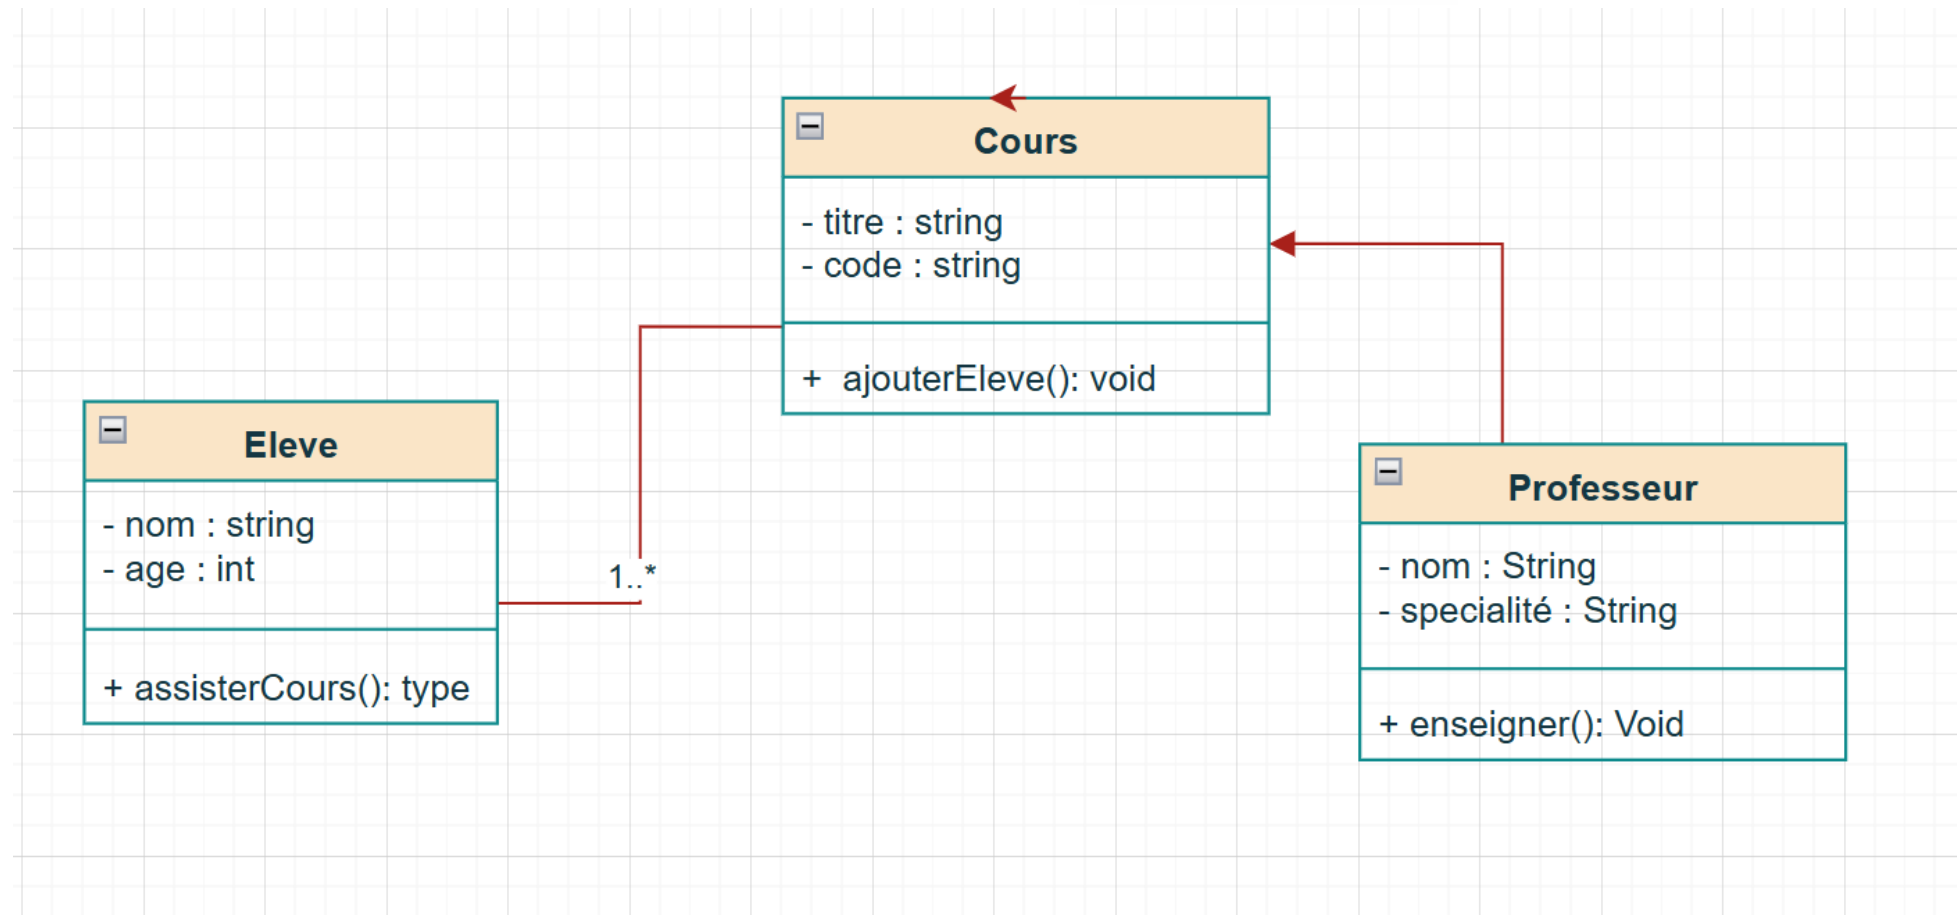 Cours
- titre : string
- code : string
+ ajouterEleve(): void
Eleve
- nom : string
- age : int
+ assisterCours(): type
1..*
Professeur
- nom : String
- specialité : String
+ enseigner(): Void